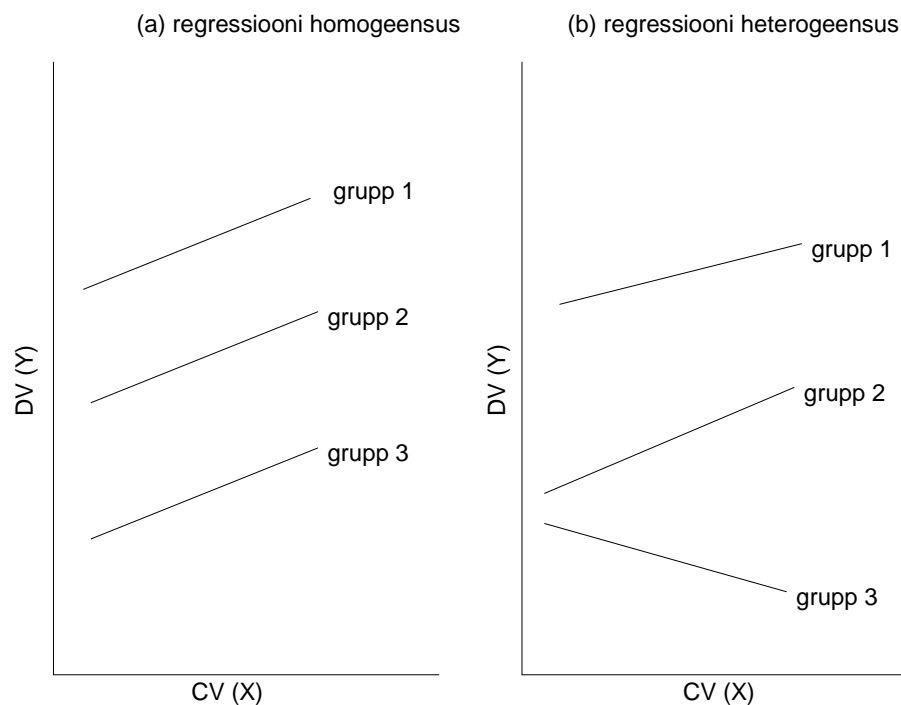 (a) regressiooni homogeensus
grupp 1
grupp 2
grupp 3
DV (Y)
CV (X)
(b) regressiooni heterogeensus
grupp 1
grupp 2
grupp 3
DV (Y)
CV (X)